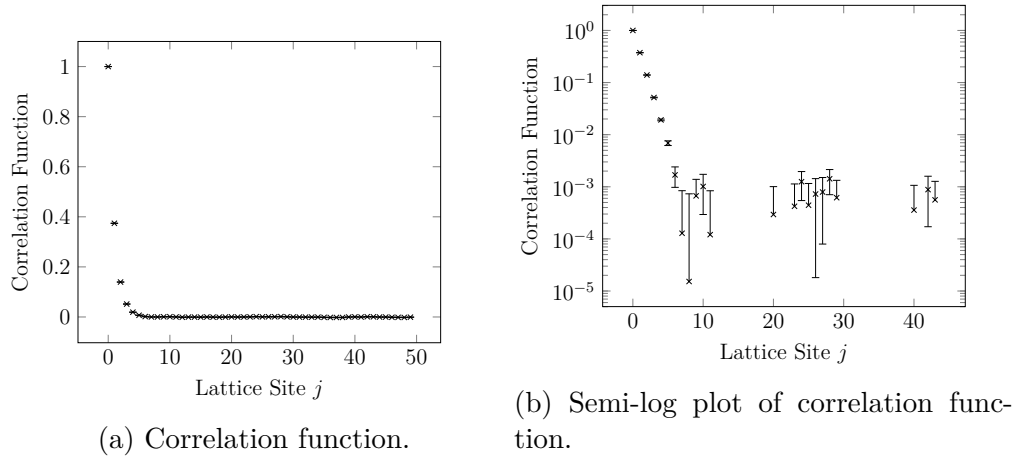 0
0.2
0.4
0.6
0.8
1
Correlation Function
0 10 20 30 40 50
Lattice Site j
(a) Correlation function.
10^0
10^{-1}
10^{-2}
10^{-3}
10^{-4}
10^{-5}
Correlation Function
0 10 20 30 40
Lattice Site j
(b) Semi-log plot of correlation func-
tion.